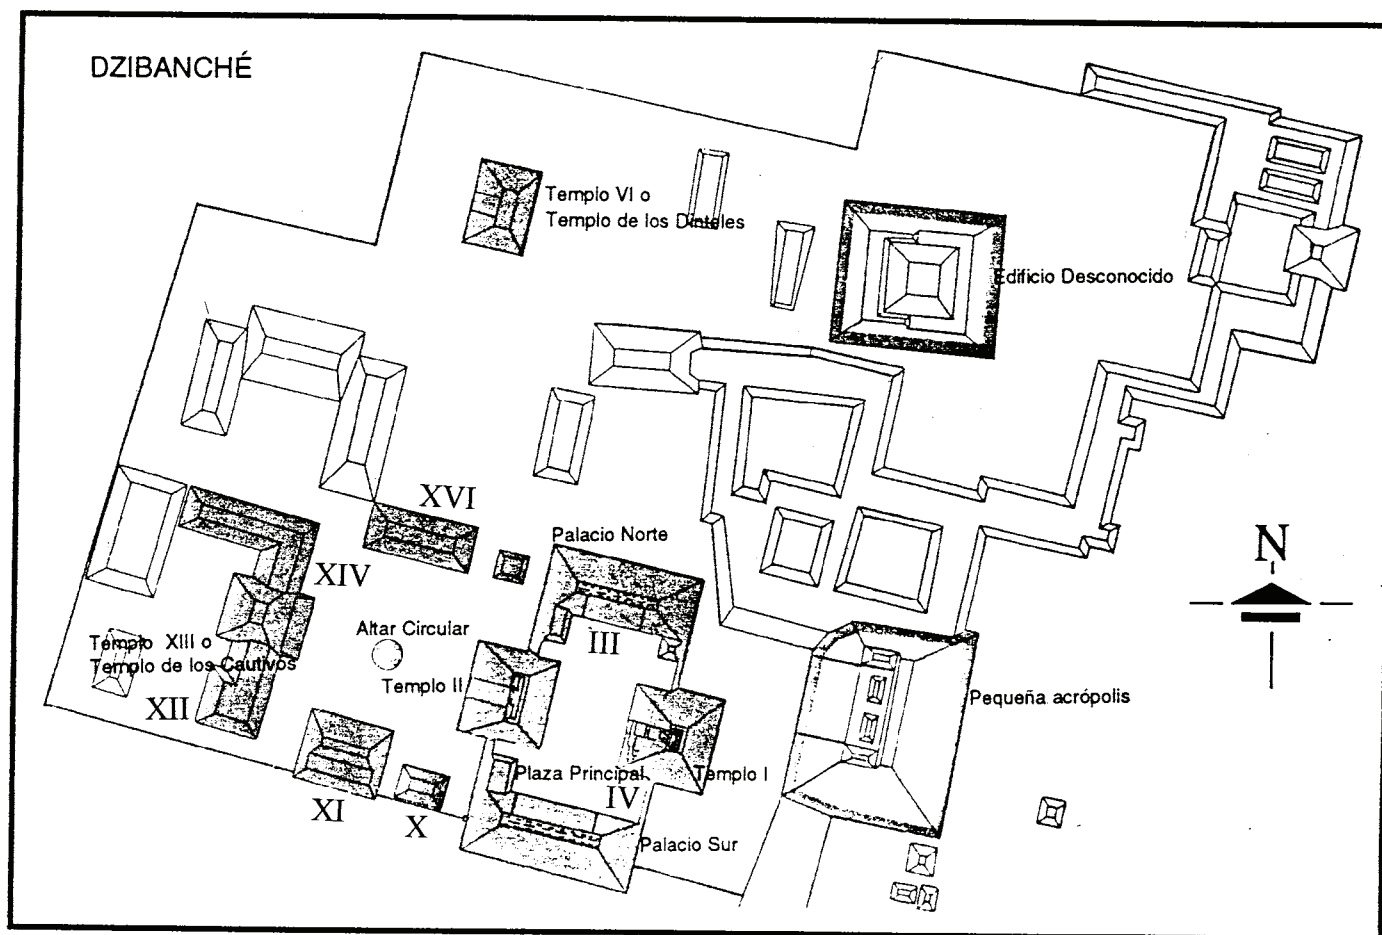 DZIBANCHÉ
Templo VI o
Templo de los Dinteles
Edificio Desconocido
XVI
Palacio Norte
N
XIV
Altar Circular
Templo XIII o
Templo de los Cautivos
III
Templo II
XII
Pequeña acrópolis
Plaza Principal
Templo I
IV
XI
X
Palacio Sur